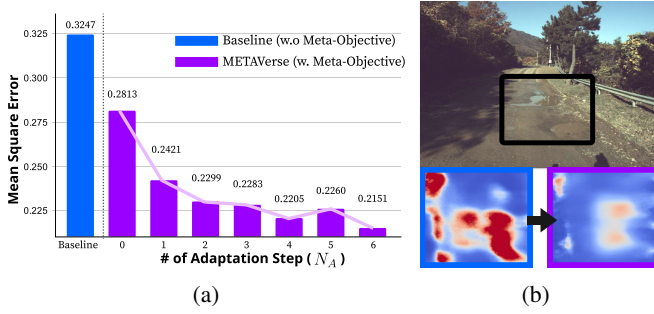 0.3247
0.325
Baseline (w.o Meta-Objective)
METAVerse (w. Meta-Objective)
0.300
0.2813
0.275
0.2421
0.250
0.2299
0.2283
0.2205
0.2260
0.2151
0.225
Mean Square Error
Baseline 0 1 2 3 4 5 6
# of Adaptation Step ( N_A )
(a)
(b)